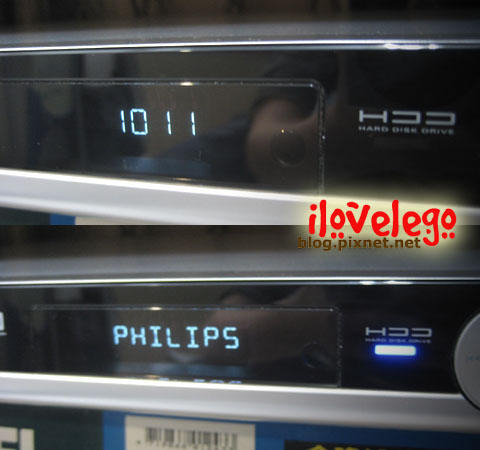 1011
HDD
HARD DISK DRIVE
ilovelego
blog.pixnet.net
PHILIPS
HDD
HARD DISK DRIVE